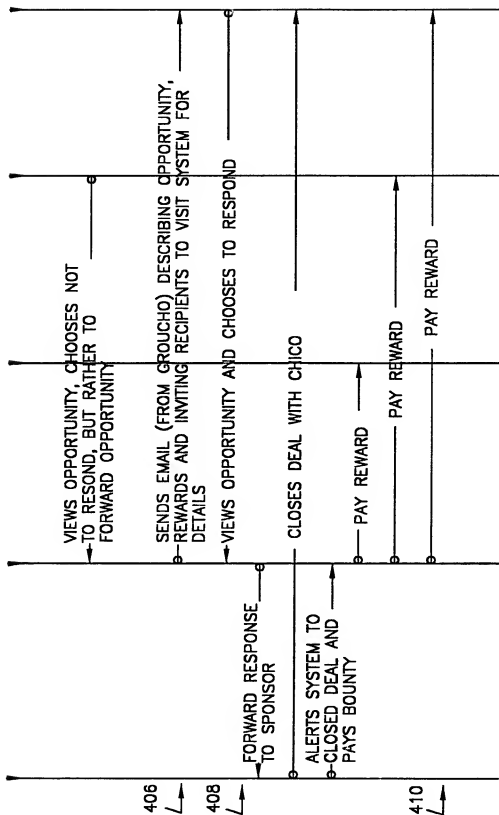 VIEWS OPPORTUNITY, CHOOSES NOT
TO RESOND, BUT RATHER TO
FORWARD OPPORTUNITY
406
SENDS EMAIL (FROM GROUCHO) DESCRIBING OPPORTUNITY,
REWARDS AND INVITING RECIPIENTS TO VISIT SYSTEM FOR
DETAILS
408
VIEWS OPPORTUNITY AND CHOOSES TO RESPOND
FORWARD RESPONSE
TO SPONSOR
CLOSES DEAL WITH CHICO
ALERTS SYSTEM TO
CLOSED DEAL AND
PAYS BOUNTY
PAY REWARD
PAY REWARD
PAY REWARD
410